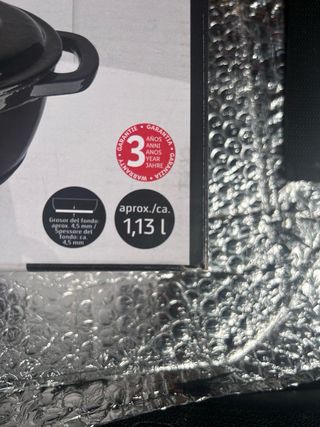 GARANTIE · GARANTIA · GARANZIA · WARRANTY ·
3
AÑOS
ANNI
ANOS
YEAR
JAHRE
Grosor del fondo:
aprox. 4,5 mm /
Spessore del
fondo: ca.
4,5 mm
aprox./ca.
1,13 l